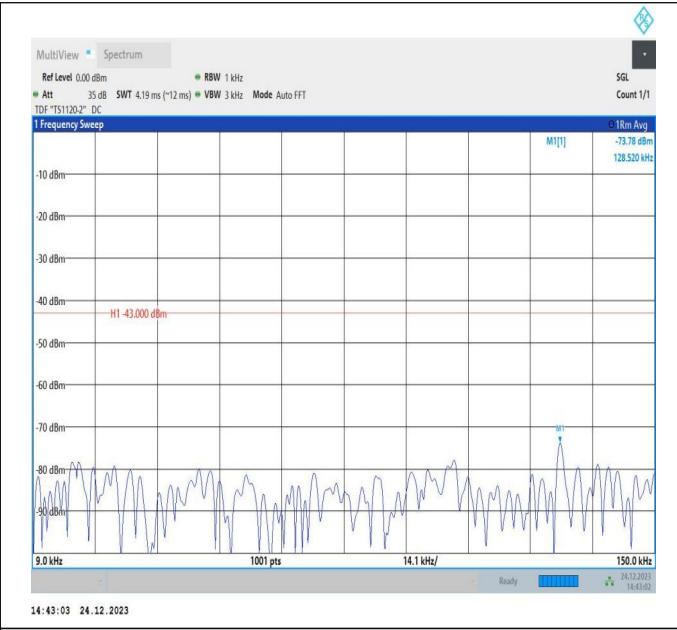 R&S
MultiView Spectrum
Ref Level 0.00 dBm RBW 1 kHz SGL
Att 35 dB SWT 4.19 ms (~12 ms) VBW 3 kHz Mode Auto FFT Count 1/1
TDF "TS1120-2" DC
1 Frequency Sweep 1Rm Avg
M1[1] -73.78 dBm
128.520 kHz
-10 dBm
-20 dBm
-30 dBm
-40 dBm
H1 -43.000 dBm
-50 dBm
-60 dBm
-70 dBm
M1
-80 dBm
-90 dBm
9.0 kHz 1001 pts 14.1 kHz/ 150.0 kHz
Ready 24.12.2023
14:43:02
14:43:03 24.12.2023